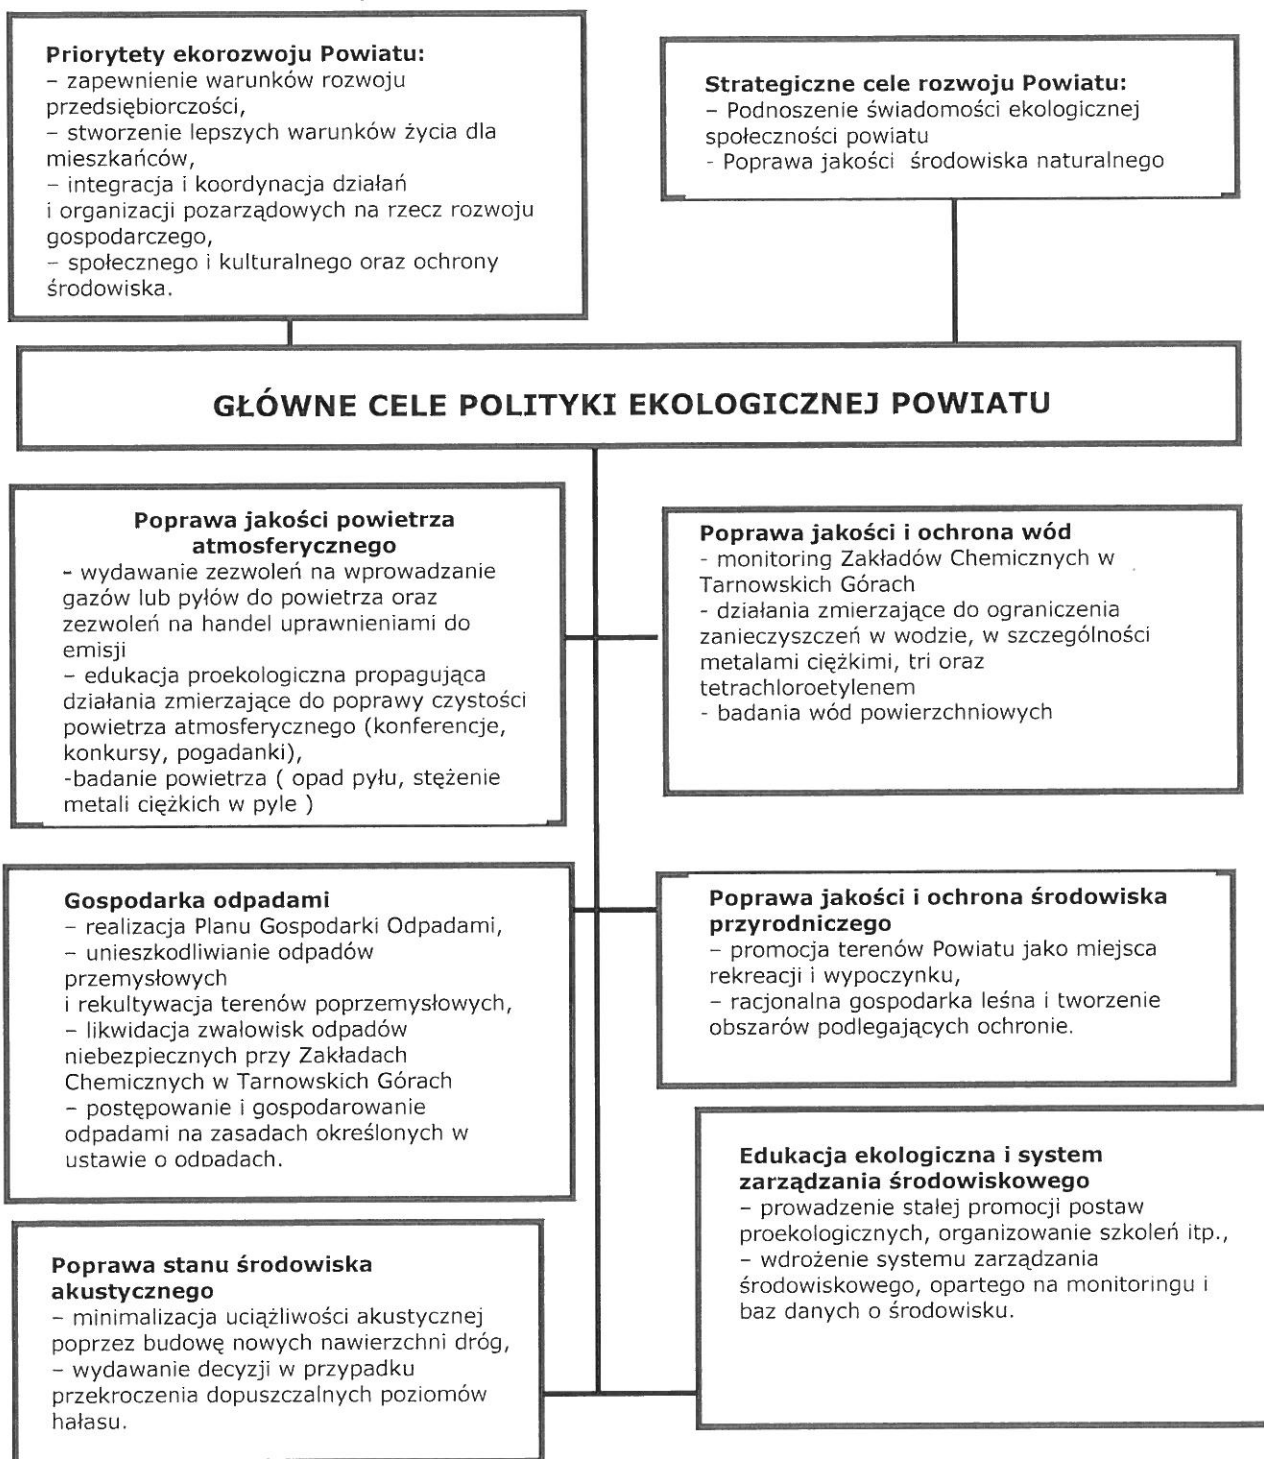 Priorytety ekorozwoju Powiatu:
– zapewnienie warunków rozwoju
przedsiębiorczości,
– stworzenie lepszych warunków życia dla
mieszkańców,
– integracja i koordynacja działań
i organizacji pozarządowych na rzecz rozwoju
gospodarczego,
– społecznego i kulturalnego oraz ochrony
środowiska.
Strategiczne cele rozwoju Powiatu:
– Podnoszenie świadomości ekologicznej
społeczności powiatu
- Poprawa jakości środowiska naturalnego
GŁÓWNE CELE POLITYKI EKOLOGICZNEJ POWIATU
Poprawa jakości powietrza
atmosferycznego
- wydawanie zezwoleń na wprowadzanie
gazów lub pyłów do powietrza oraz
zezwoleń na handel uprawnieniami do
emisji
– edukacja proekologiczna propagująca
działania zmierzające do poprawy czystości
powietrza atmosferycznego (konferencje,
konkursy, pogadanki),
-badanie powietrza ( opad pyłu, stężenie
metali ciężkich w pyle )
Poprawa jakości i ochrona wód
- monitoring Zakładów Chemicznych w
Tarnowskich Górach
- działania zmierzające do ograniczenia
zanieczyszczeń w wodzie, w szczególności
metalami ciężkimi, tri oraz
tetrachloroetylenem
- badania wód powierzchniowych
Gospodarka odpadami
– realizacja Planu Gospodarki Odpadami,
– unieszkodliwianie odpadów
przemysłowych
i rekultywacja terenów poprzemysłowych,
– likwidacja zwałowisk odpadów
niebezpiecznych przy Zakładach
Chemicznych w Tarnowskich Górach
– postępowanie i gospodarowanie
odpadami na zasadach określonych w
ustawie o odpadach.
Poprawa jakości i ochrona środowiska
przyrodniczego
– promocja terenów Powiatu jako miejsca
rekreacji i wypoczynku,
– racjonalna gospodarka leśna i tworzenie
obszarów podlegających ochronie.
Poprawa stanu środowiska
akustycznego
– minimalizacja uciążliwości akustycznej
poprzez budowę nowych nawierzchni dróg,
– wydawanie decyzji w przypadku
przekroczenia dopuszczalnych poziomów
hałasu.
Edukacja ekologiczna i system
zarządzania środowiskowego
– prowadzenie stałej promocji postaw
proekologicznych, organizowanie szkoleń itp.,
– wdrożenie systemu zarządzania
środowiskowego, opartego na monitoringu i
baz danych o środowisku.